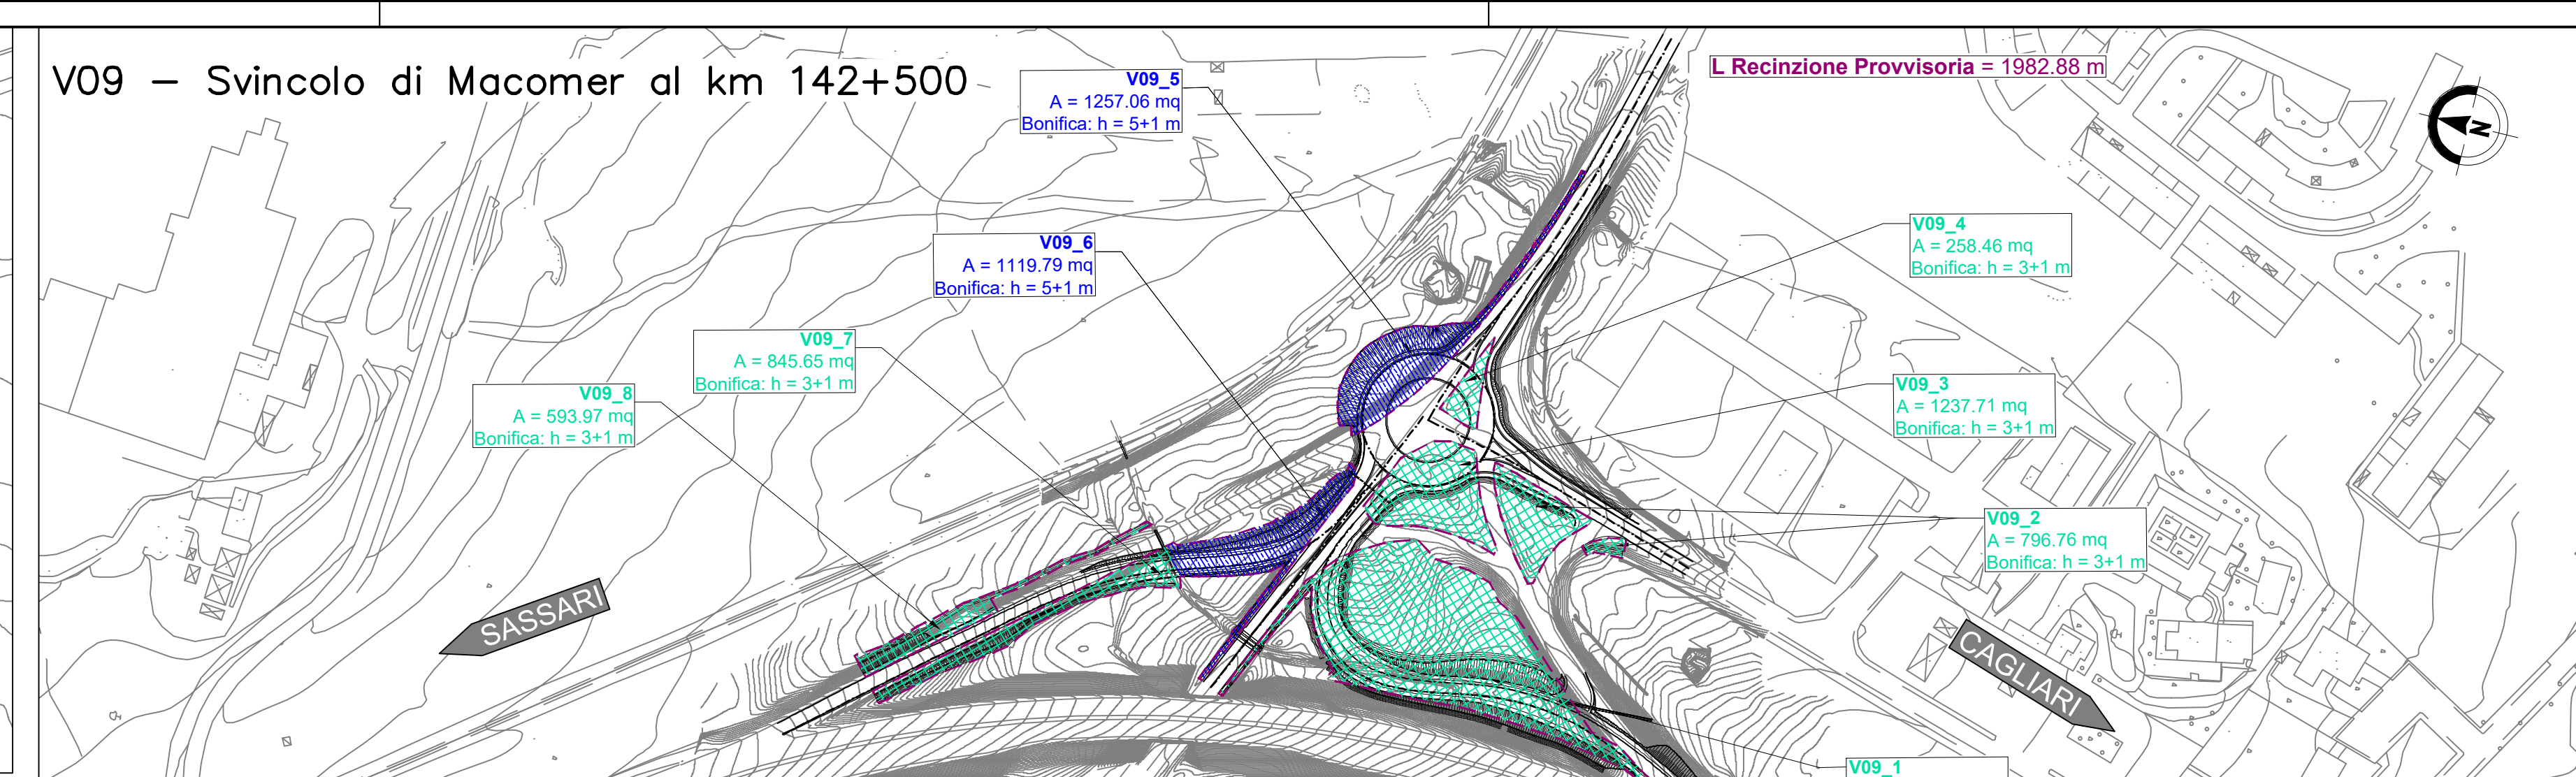 V09 - Svincolo di Macomer al km 142+500
L Recinzione Provvisoria = 1982.88 m
N
V09_5
A = 1257.06 mq
Bonifica: h = 5+1 m
V09_6
A = 1119.79 mq
Bonifica: h = 5+1 m
V09_4
A = 258.46 mq
Bonifica: h = 3+1 m
V09_7
A = 845.65 mq
Bonifica: h = 3+1 m
V09_8
A = 593.97 mq
Bonifica: h = 3+1 m
V09_3
A = 1237.71 mq
Bonifica: h = 3+1 m
V09_2
A = 796.76 mq
Bonifica: h = 3+1 m
SASSARI
CAGLIARI
V09_1